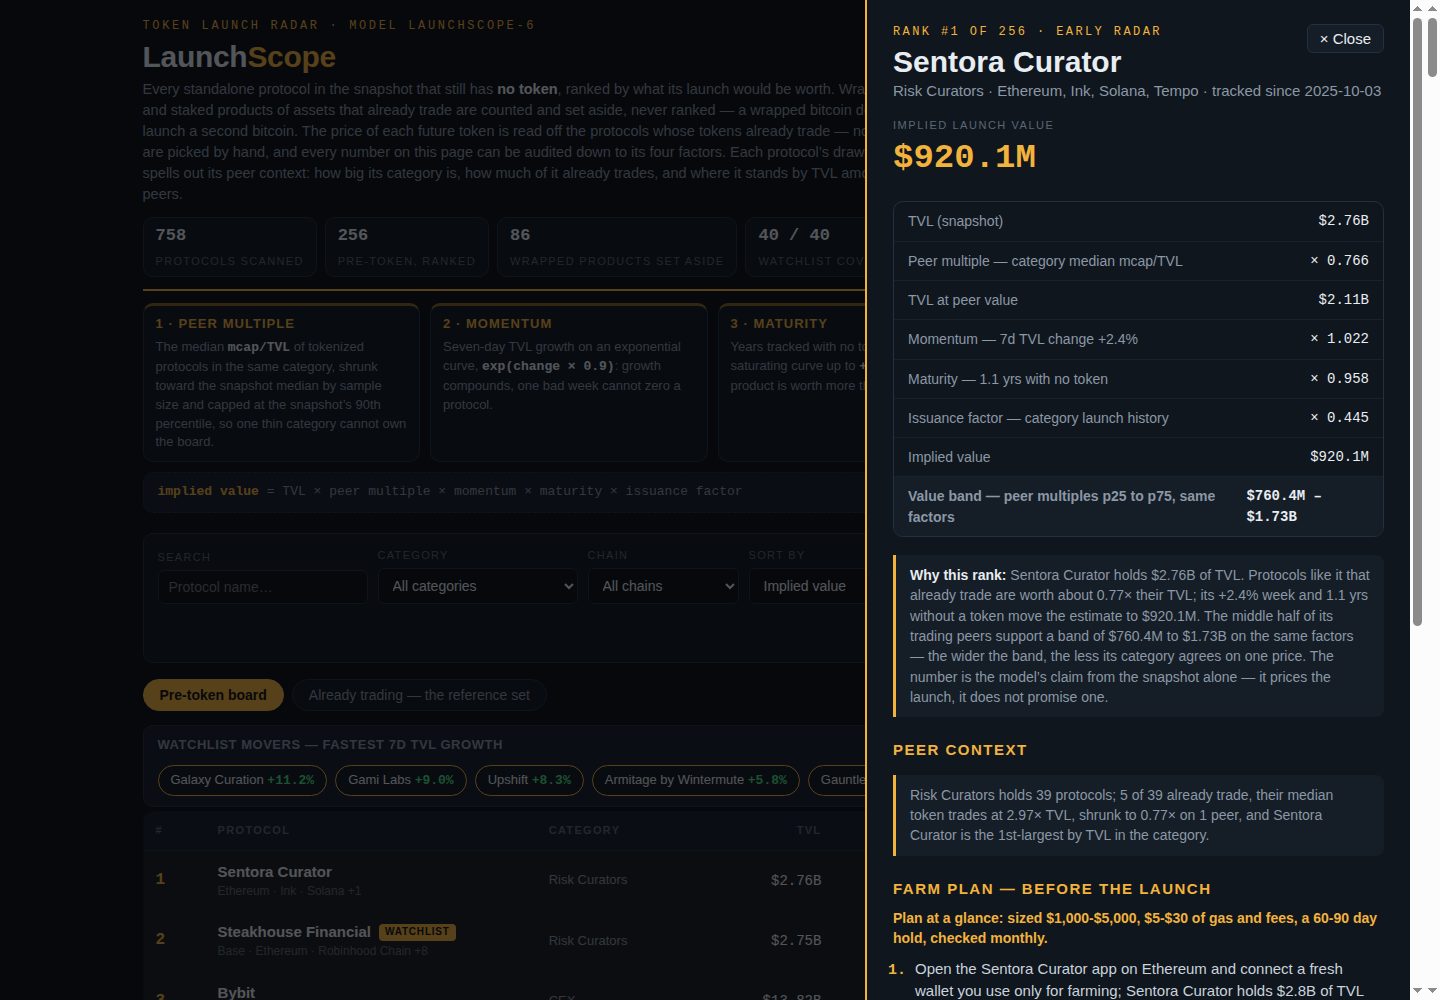 TOKEN LAUNCH RADAR · MODEL LAUNCHSCOPE-6
LaunchScope
Every standalone protocol in the snapshot that still has no token, ranked by what its launch would be worth. Wra
and staked products of assets that already trade are counted and set aside, never ranked — a wrapped bitcoin d
launch a second bitcoin. The price of each future token is read off the protocols whose tokens already trade — no
are picked by hand, and every number on this page can be audited down to its four factors. Each protocol's draw
spells out its peer context: how big its category is, how much of it already trades, and where it stands by TVL amo
peers.
758
PROTOCOLS SCANNED
256
PRE-TOKEN, RANKED
86
WRAPPED PRODUCTS SET ASIDE
40 / 40
WATCHLIST COV
1 · PEER MULTIPLE
The median mcap/TVL of tokenized
protocols in the same category, shrunk
toward the snapshot median by sample
size and capped at the snapshot's 90th
percentile, so one thin category cannot own
the board.
2 · MOMENTUM
Seven-day TVL growth on an exponential
curve, exp(change × 0.9): growth
compounds, one bad week cannot zero a
protocol.
3 · MATURITY
Years tracked with no to
saturating curve up to +
product is worth more th
implied value = TVL × peer multiple × momentum × maturity × issuance factor
SEARCH
Protocol name…
CATEGORY
All categories
CHAIN
All chains
SORT BY
Implied value
Pre-token board
Already trading — the reference set
WATCHLIST MOVERS — FASTEST 7D TVL GROWTH
Galaxy Curation +11.2%
Gami Labs +9.0%
Upshift +8.3%
Armitage by Wintermute +5.8%
Gauntle
# PROTOCOL CATEGORY TVL
1 Sentora Curator Risk Curators $2.76B
Ethereum · Ink · Solana +1
2 Steakhouse Financial WATCHLIST Risk Curators $2.75B
Base · Ethereum · Robinhood Chain +8
3 Bybit CEX $13.82B
RANK #1 OF 256 · EARLY RADAR
× Close
Sentora Curator
Risk Curators · Ethereum, Ink, Solana, Tempo · tracked since 2025-10-03
IMPLIED LAUNCH VALUE
$920.1M
TVL (snapshot) $2.76B
Peer multiple — category median mcap/TVL × 0.766
TVL at peer value $2.11B
Momentum — 7d TVL change +2.4% × 1.022
Maturity — 1.1 yrs with no token × 0.958
Issuance factor — category launch history × 0.445
Implied value $920.1M
Value band — peer multiples p25 to p75, same factors $760.4M – $1.73B
Why this rank: Sentora Curator holds $2.76B of TVL. Protocols like it that
already trade are worth about 0.77× their TVL; its +2.4% week and 1.1 yrs
without a token move the estimate to $920.1M. The middle half of its
trading peers support a band of $760.4M to $1.73B on the same factors
— the wider the band, the less its category agrees on one price. The
number is the model's claim from the snapshot alone — it prices the
launch, it does not promise one.
PEER CONTEXT
Risk Curators holds 39 protocols; 5 of 39 already trade, their median
token trades at 2.97× TVL, shrunk to 0.77× on 1 peer, and Sentora
Curator is the 1st-largest by TVL in the category.
FARM PLAN — BEFORE THE LAUNCH
Plan at a glance: sized $1,000-$5,000, $5-$30 of gas and fees, a 60-90 day
hold, checked monthly.
1. Open the Sentora Curator app on Ethereum and connect a fresh
wallet you use only for farming; Sentora Curator holds $2.8B of TVL